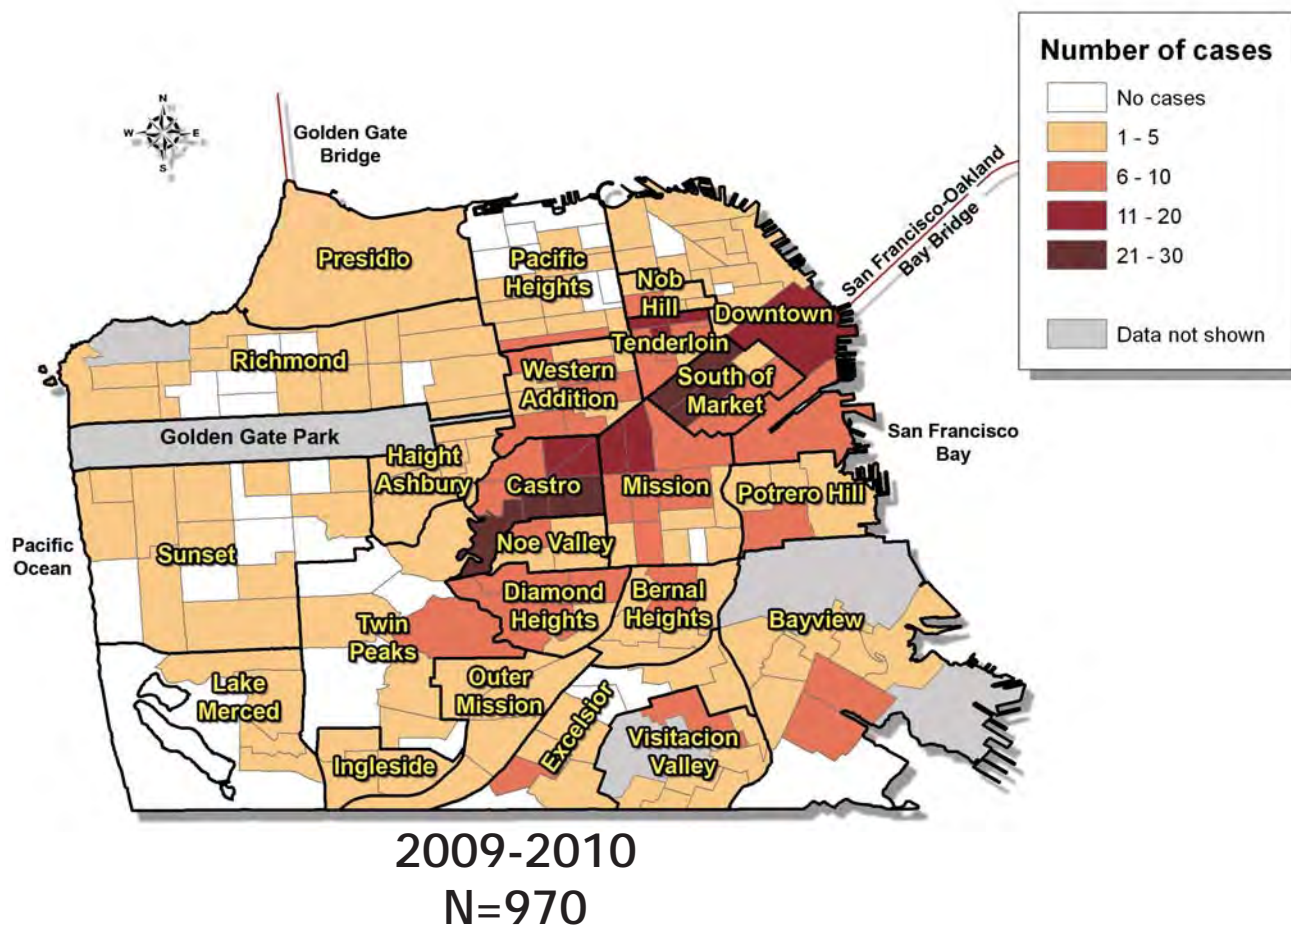 Number of cases
No cases
1 - 5
6 - 10
11 - 20
21 - 30
Data not shown
N
W
E
S
Golden Gate
Bridge
San Francisco-Oakland
Bay Bridge
Presidio
Pacific
Heights
Nob
Hill
Downtown
Richmond
Tenderloin
Western
Addition
South of
Market
Golden Gate Park
San Francisco
Bay
Haight
Ashbury
Castro
Mission
Potrero Hill
Pacific
Ocean
Sunset
Noe Valley
Diamond
Heights
Bernal
Heights
Bayview
Twin
Peaks
Lake
Merced
Outer
Mission
Excelsior
Visitacion
Valley
Ingleside
2009-2010
N=970